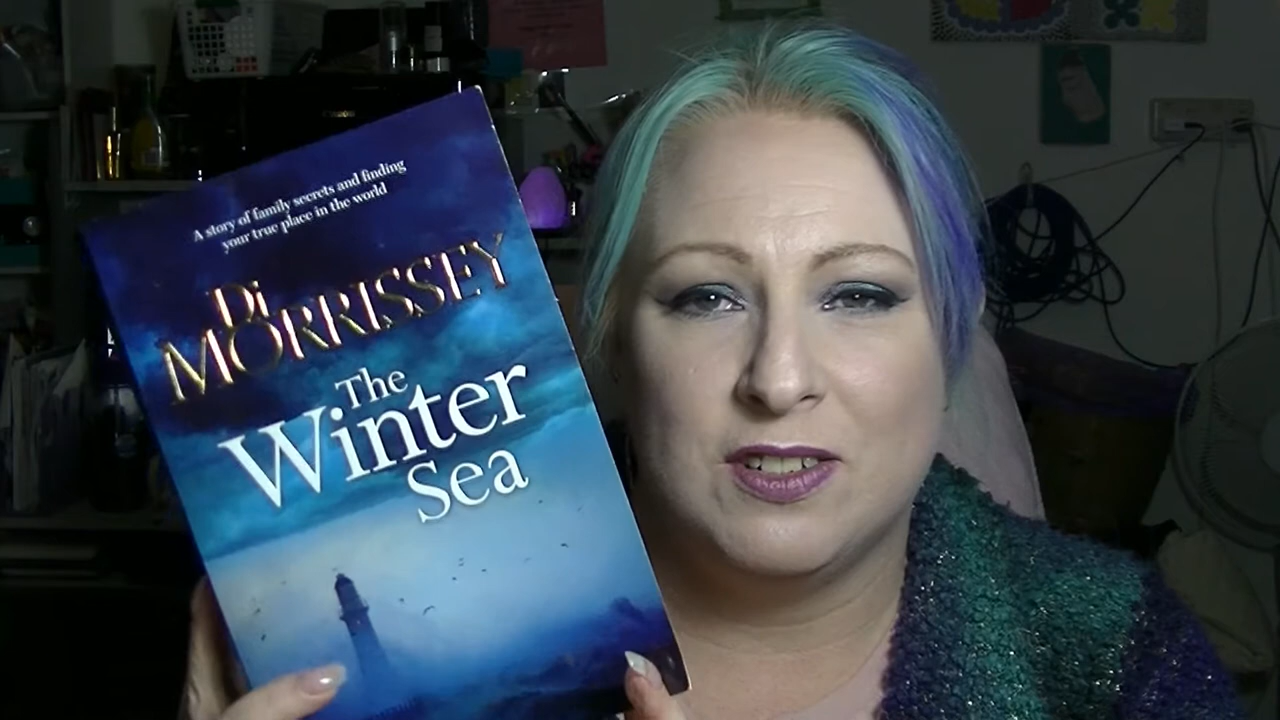 A story of family secrets and finding
your true place in the world
Di
MORRISSEY
The
Winter
Sea